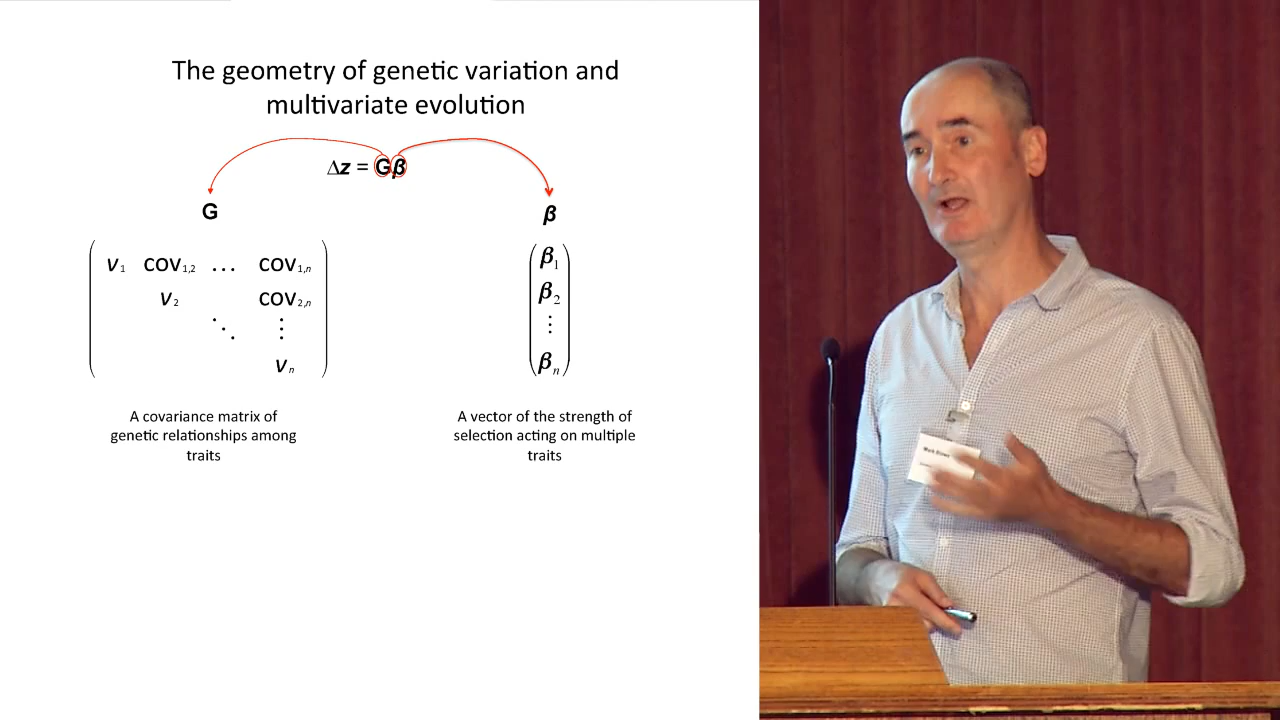 The geometry of genetic variation and
multivariate evolution
Δz = Gβ
G
β
V1 COV1,2 ... COV1,n
V2 COV2,n
⋱ ⋮
Vn
β1
β2
⋮
βn
A covariance matrix of
genetic relationships among
traits
A vector of the strength of
selection acting on multiple
traits
Mark